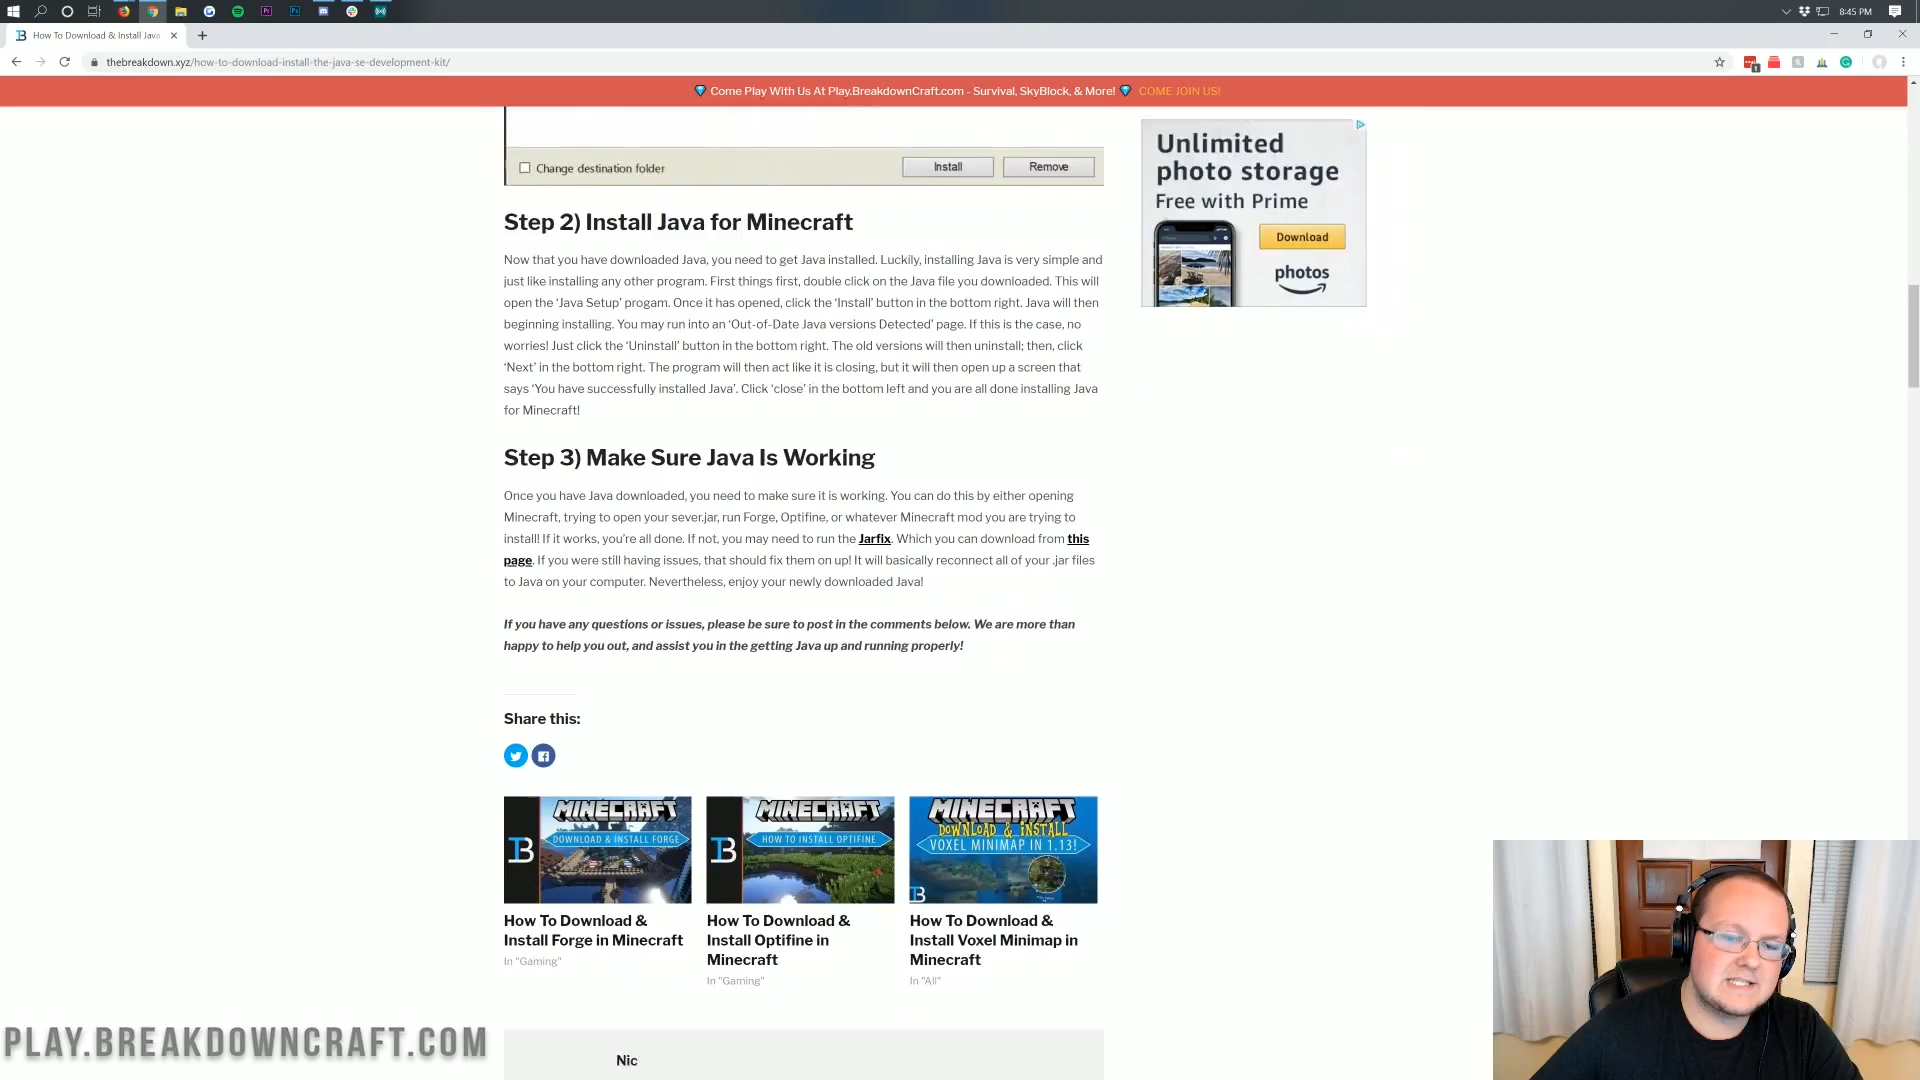 8:45 PM
How To Download & Install Java
thebreakdown.xyz/how-to-download-install-the-java-se-development-kit/
Come Play With Us At Play.BreakdownCraft.com - Survival, SkyBlock, & More! COME JOIN US!
Change destination folder
Install
Remove
Unlimited
photo storage
Free with Prime
Download
photos
Step 2) Install Java for Minecraft
Now that you have downloaded Java, you need to get Java installed. Luckily, installing Java is very simple and
just like installing any other program. First things first, double click on the Java file you downloaded. This will
open the ‘Java Setup’ progam. Once it has opened, click the ‘Install’ button in the bottom right. Java will then
beginning installing. You may run into an ‘Out-of-Date Java versions Detected’ page. If this is the case, no
worries! Just click the ‘Uninstall’ button in the bottom right. The old versions will then uninstall; then, click
‘Next’ in the bottom right. The program will then act like it is closing, but it will then open up a screen that
says ‘You have successfully installed Java’. Click ‘close’ in the bottom left and you are all done installing Java
for Minecraft!
Step 3) Make Sure Java Is Working
Once you have Java downloaded, you need to make sure it is working. You can do this by either opening
Minecraft, trying to open your sever.jar, run Forge, Optifine, or whatever Minecraft mod you are trying to
install! If it works, you’re all done. If not, you may need to run the Jarfix. Which you can download from this
page. If you were still having issues, that should fix them on up! It will basically reconnect all of your .jar files
to Java on your computer. Nevertheless, enjoy your newly downloaded Java!
If you have any questions or issues, please be sure to post in the comments below. We are more than
happy to help you out, and assist you in the getting Java up and running properly!
Share this:
MINECRAFT
DOWNLOAD & INSTALL FORGE
MINECRAFT
HOW TO INSTALL OPTIFINE
MINECRAFT
DOWNLOAD & INSTALL
VOXEL MINIMAP IN 1.13!
How To Download &
Install Forge in Minecraft
In "Gaming"
How To Download &
Install Optifine in
Minecraft
In "Gaming"
How To Download &
Install Voxel Minimap in
Minecraft
In "All"
PLAY.BREAKDOWNCRAFT.COM
Nic